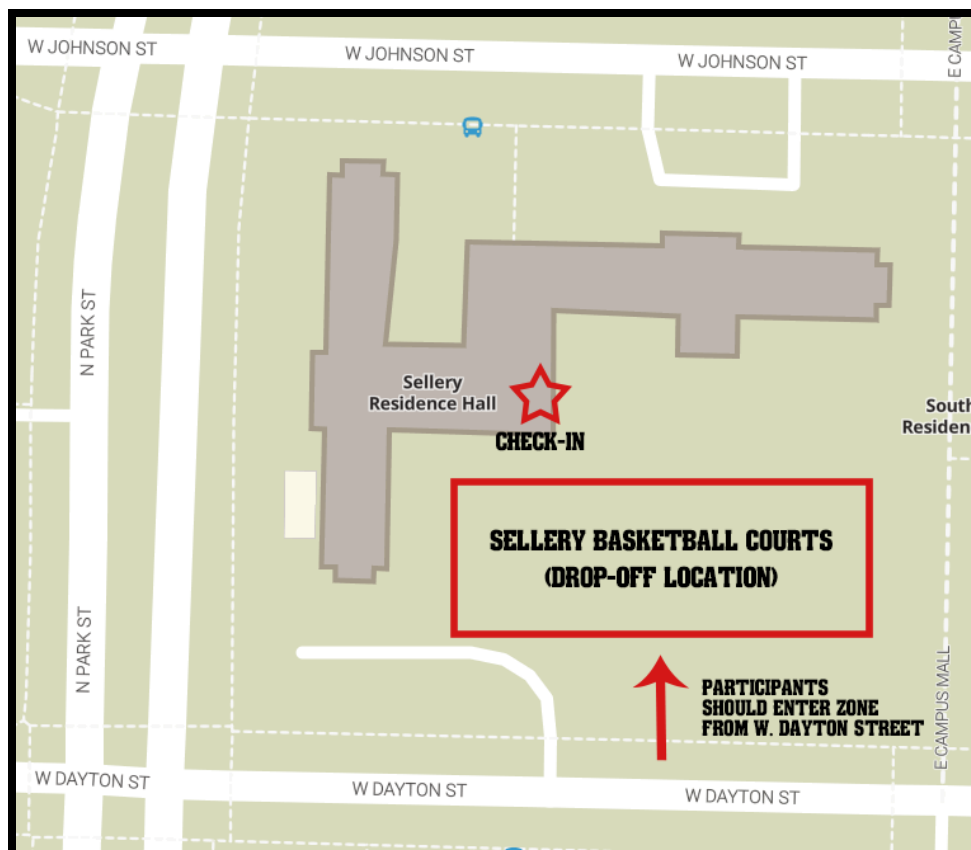 W JOHNSON ST
W JOHNSON ST
W JOHNSON ST
E CAMPU
N PARK ST
Sellery
Residence Hall
CHECK-IN
South
Residen
SELLERY BASKETBALL COURTS
(DROP-OFF LOCATION)
N PARK ST
PARTICIPANTS
SHOULD ENTER ZONE
FROM W. DAYTON STREET
E CAMPUS MALL
W DAYTON ST
W DAYTON ST
W DAYTON ST